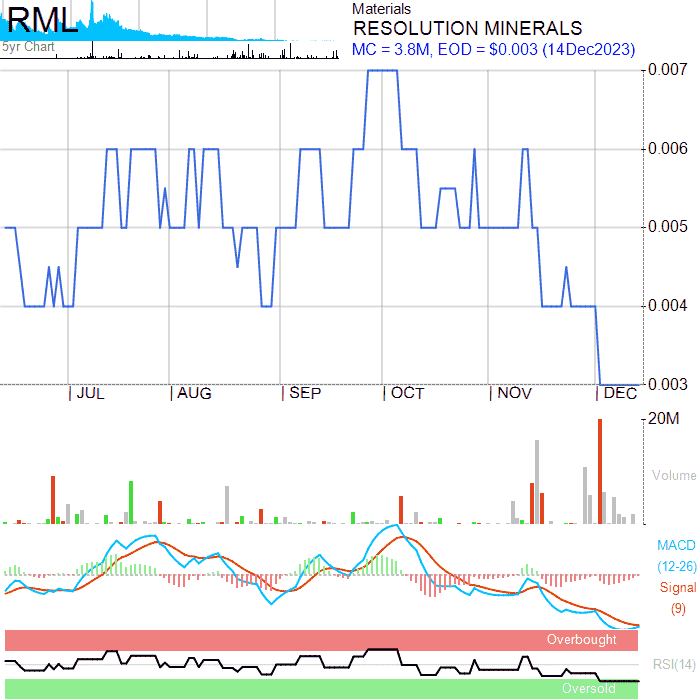 RML
5yr Chart
Materials
RESOLUTION MINERALS
MC = 3.8M, EOD = $0.003 (14Dec2023)
0.007
0.006
0.005
0.004
0.003
JUL AUG SEP OCT NOV DEC
20M
Volume
MACD
(12-26)
Signal
(9)
Overbought
RSI(14)
Oversold